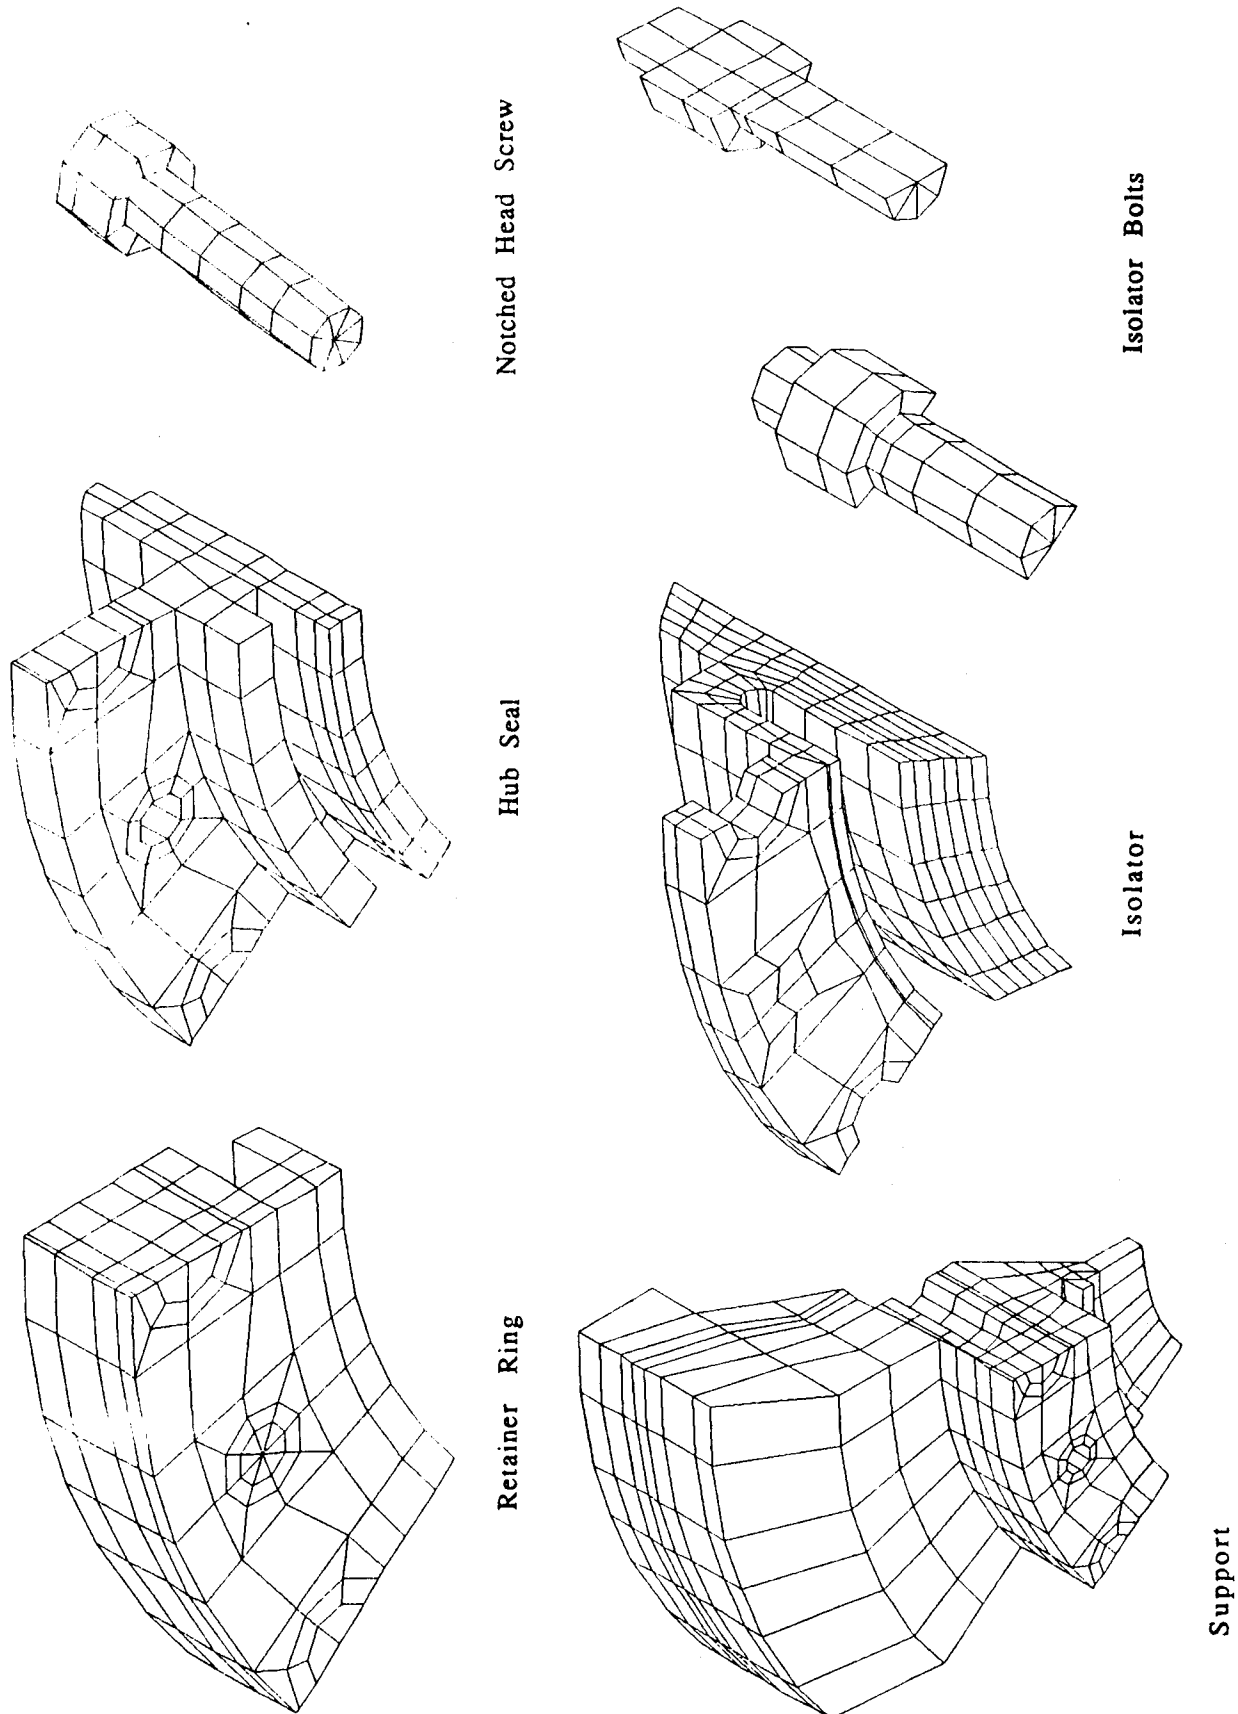 Retainer Ring
Hub Seal
Notched Head Screw
Support
Isolator
Isolator Bolts